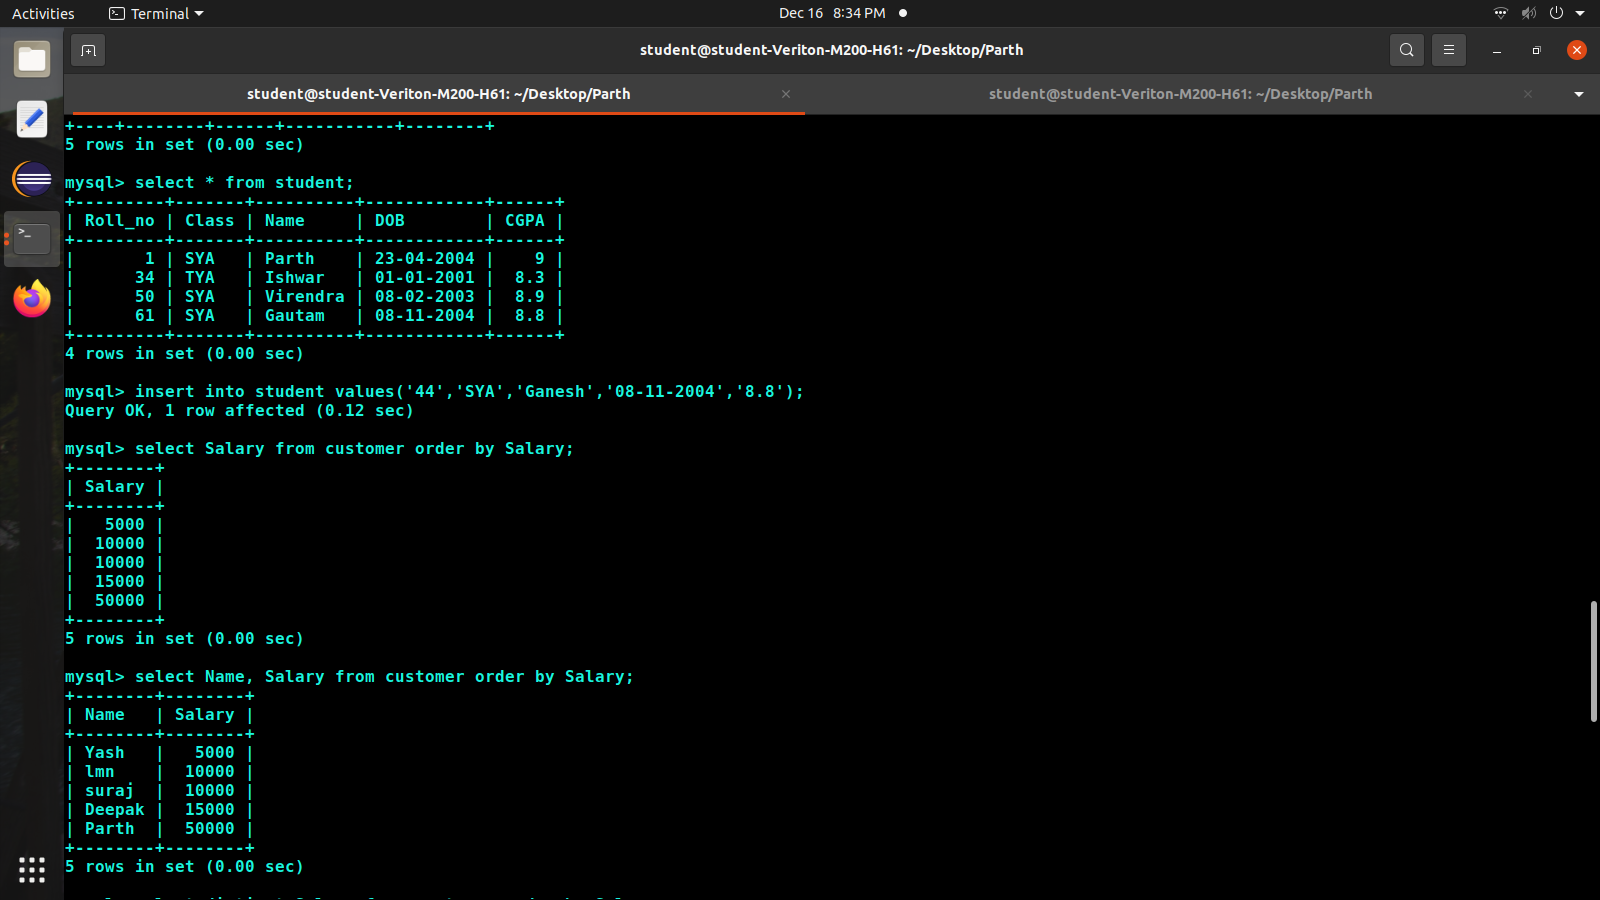 Activities Terminal Dec 16 8:34 PM
student@student-Veriton-M200-H61: ~/Desktop/Parth
student@student-Veriton-M200-H61: ~/Desktop/Parth student@student-Veriton-M200-H61: ~/Desktop/Parth
+----+--------+------+-----------+--------+
5 rows in set (0.00 sec)
mysql> select * from student;
+---------+-------+----------+------------+------+
| Roll_no | Class | Name     | DOB        | CGPA |
+---------+-------+----------+------------+------+
|       1 | SYA   | Parth    | 23-04-2004 |    9 |
|      34 | TYA   | Ishwar   | 01-01-2001 |  8.3 |
|      50 | SYA   | Virendra | 08-02-2003 |  8.9 |
|      61 | SYA   | Gautam   | 08-11-2004 |  8.8 |
+---------+-------+----------+------------+------+
4 rows in set (0.00 sec)
mysql> insert into student values('44','SYA','Ganesh','08-11-2004','8.8');
Query OK, 1 row affected (0.12 sec)
mysql> select Salary from customer order by Salary;
+--------+
| Salary |
+--------+
|   5000 |
|  10000 |
|  10000 |
|  15000 |
|  50000 |
+--------+
5 rows in set (0.00 sec)
mysql> select Name, Salary from customer order by Salary;
+--------+--------+
| Name   | Salary |
+--------+--------+
| Yash   |   5000 |
| lmn    |  10000 |
| suraj  |  10000 |
| Deepak |  15000 |
| Parth  |  50000 |
+--------+--------+
5 rows in set (0.00 sec)